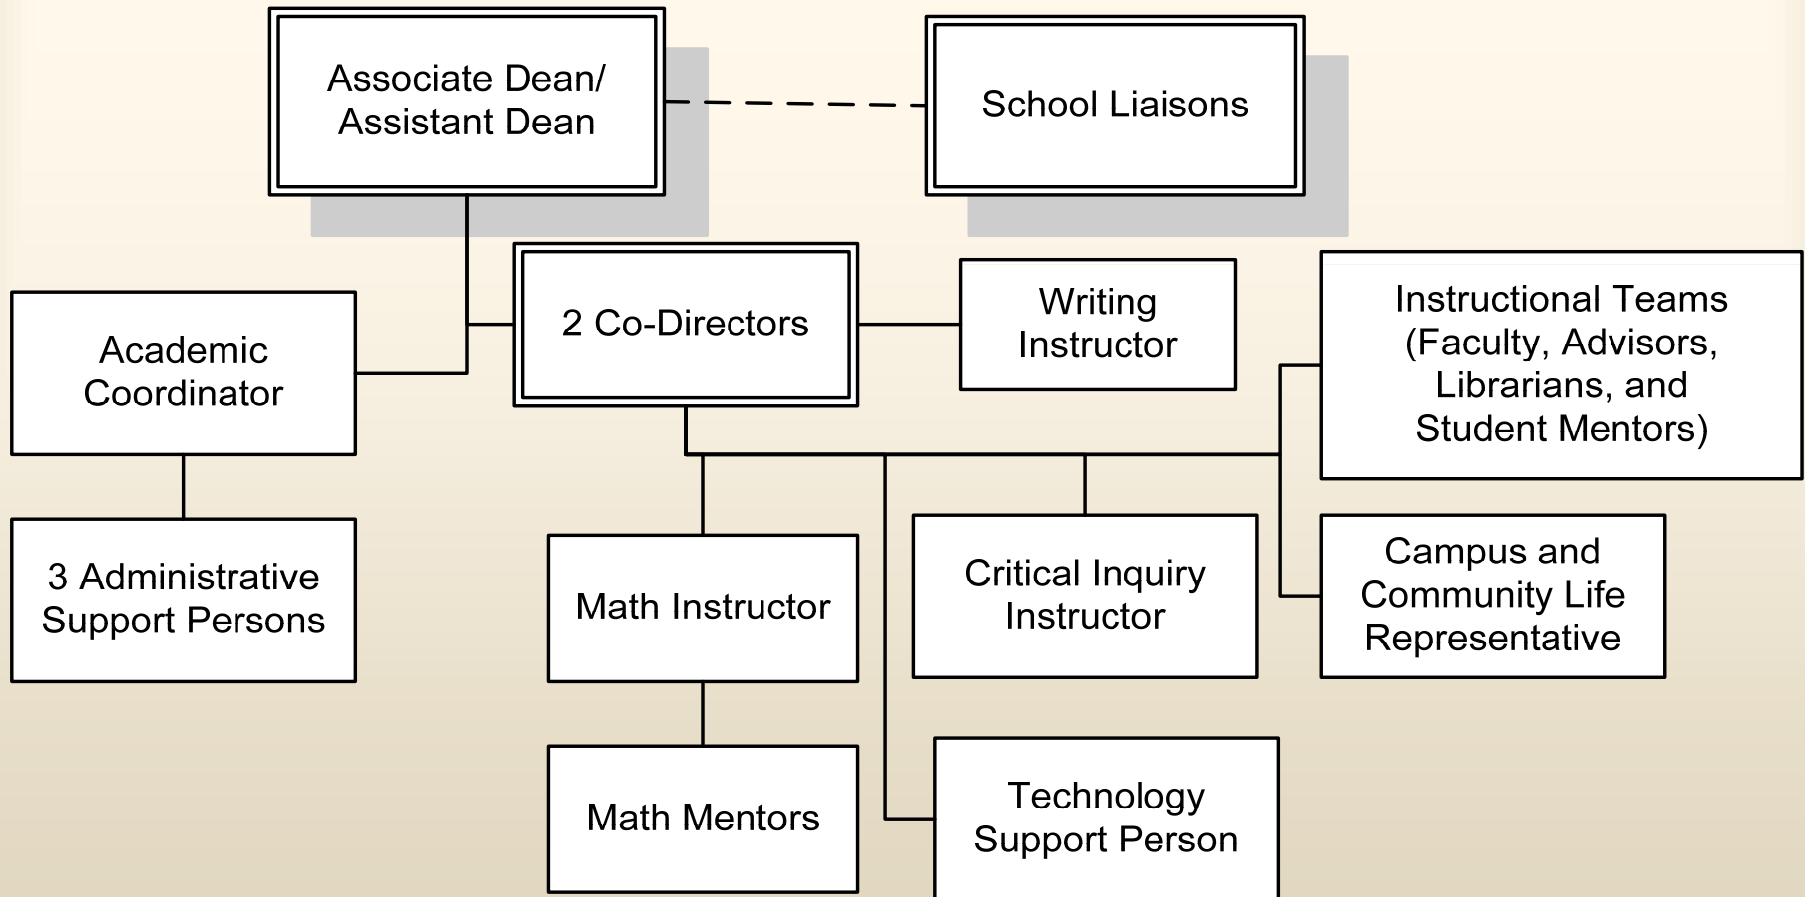 Associate Dean/
Assistant Dean
School Liaisons
2 Co-Directors
Writing
Instructor
Instructional Teams
(Faculty, Advisors,
Librarians, and
Student Mentors)
Academic
Coordinator
3 Administrative
Support Persons
Math Instructor
Critical Inquiry
Instructor
Campus and
Community Life
Representative
Math Mentors
Technology
Support Person